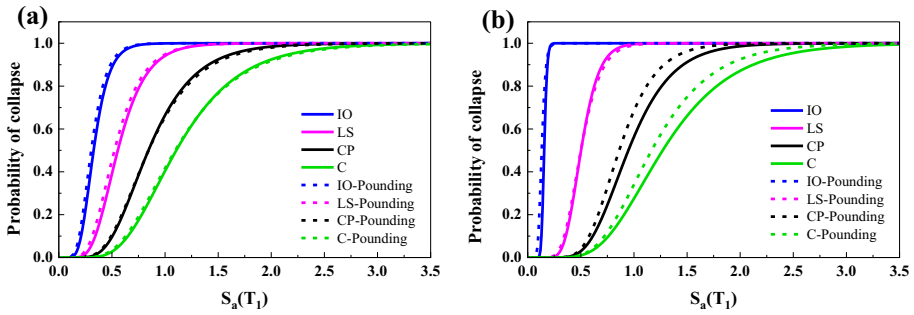 (a)
Probability of collapse
1.0
0.8
0.6
0.4
0.2
0.0
0.0 0.5 1.0 1.5 2.0 2.5 3.0 3.5
Sa(T1)
IO
LS
CP
C
IO-Pounding
LS-Pounding
CP-Pounding
C-Pounding
(b)
Probability of collapse
1.0
0.8
0.6
0.4
0.2
0.0
0.0 0.5 1.0 1.5 2.0 2.5 3.0 3.5
Sa(T1)
IO
LS
CP
C
IO-Pounding
LS-Pounding
CP-Pounding
C-Pounding